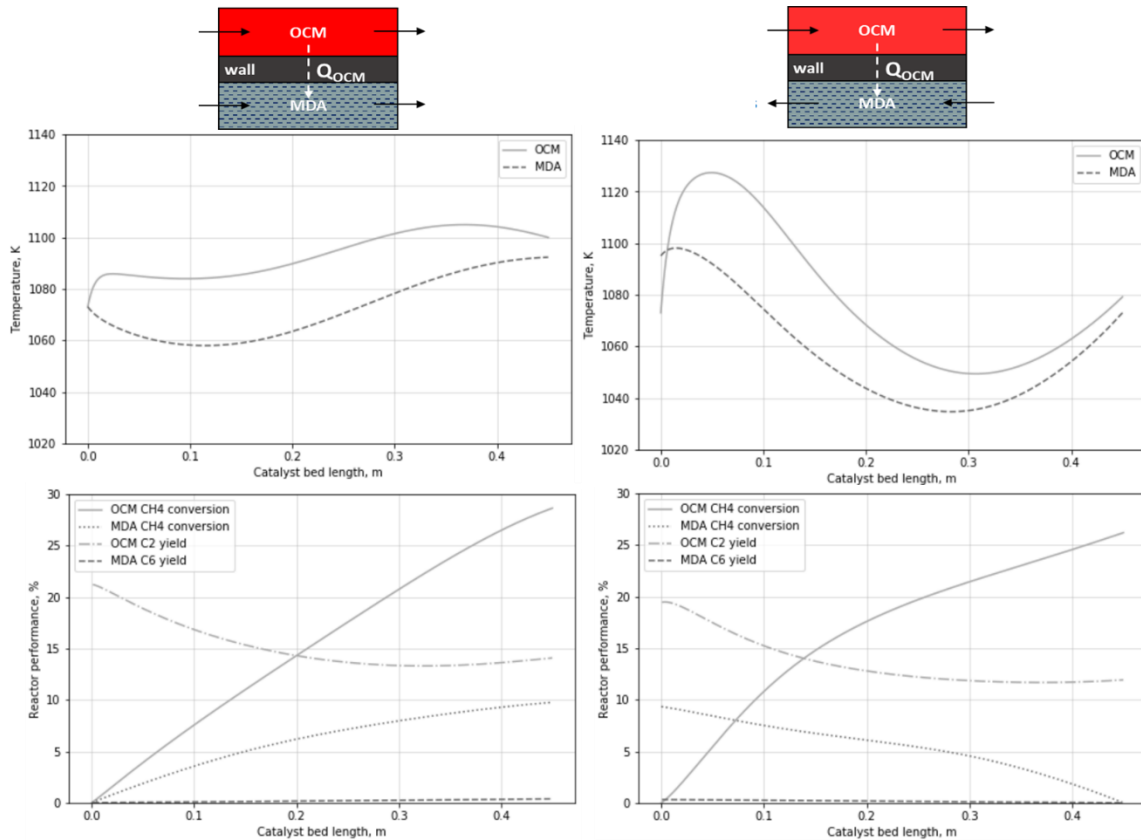 OCM
wall
Q_OCM
MDA
OCM
wall
Q_OCM
MDA
1140
1120
1100
1080
1060
1040
1020
Temperature, K
OCM
MDA
0.0 0.1 0.2 0.3 0.4
Catalyst bed length, m
1140
1120
1100
1080
1060
1040
1020
Temperature, K
OCM
MDA
0.0 0.1 0.2 0.3 0.4
Catalyst bed length, m
30
25
20
15
10
5
0
Reactor performance, %
OCM CH4 conversion
MDA CH4 conversion
OCM C2 yield
MDA C6 yield
0.0 0.1 0.2 0.3 0.4
Catalyst bed length, m
30
25
20
15
10
5
0
Reactor performance, %
OCM CH4 conversion
MDA CH4 conversion
OCM C2 yield
MDA C6 yield
0.0 0.1 0.2 0.3 0.4
Catalyst bed length, m